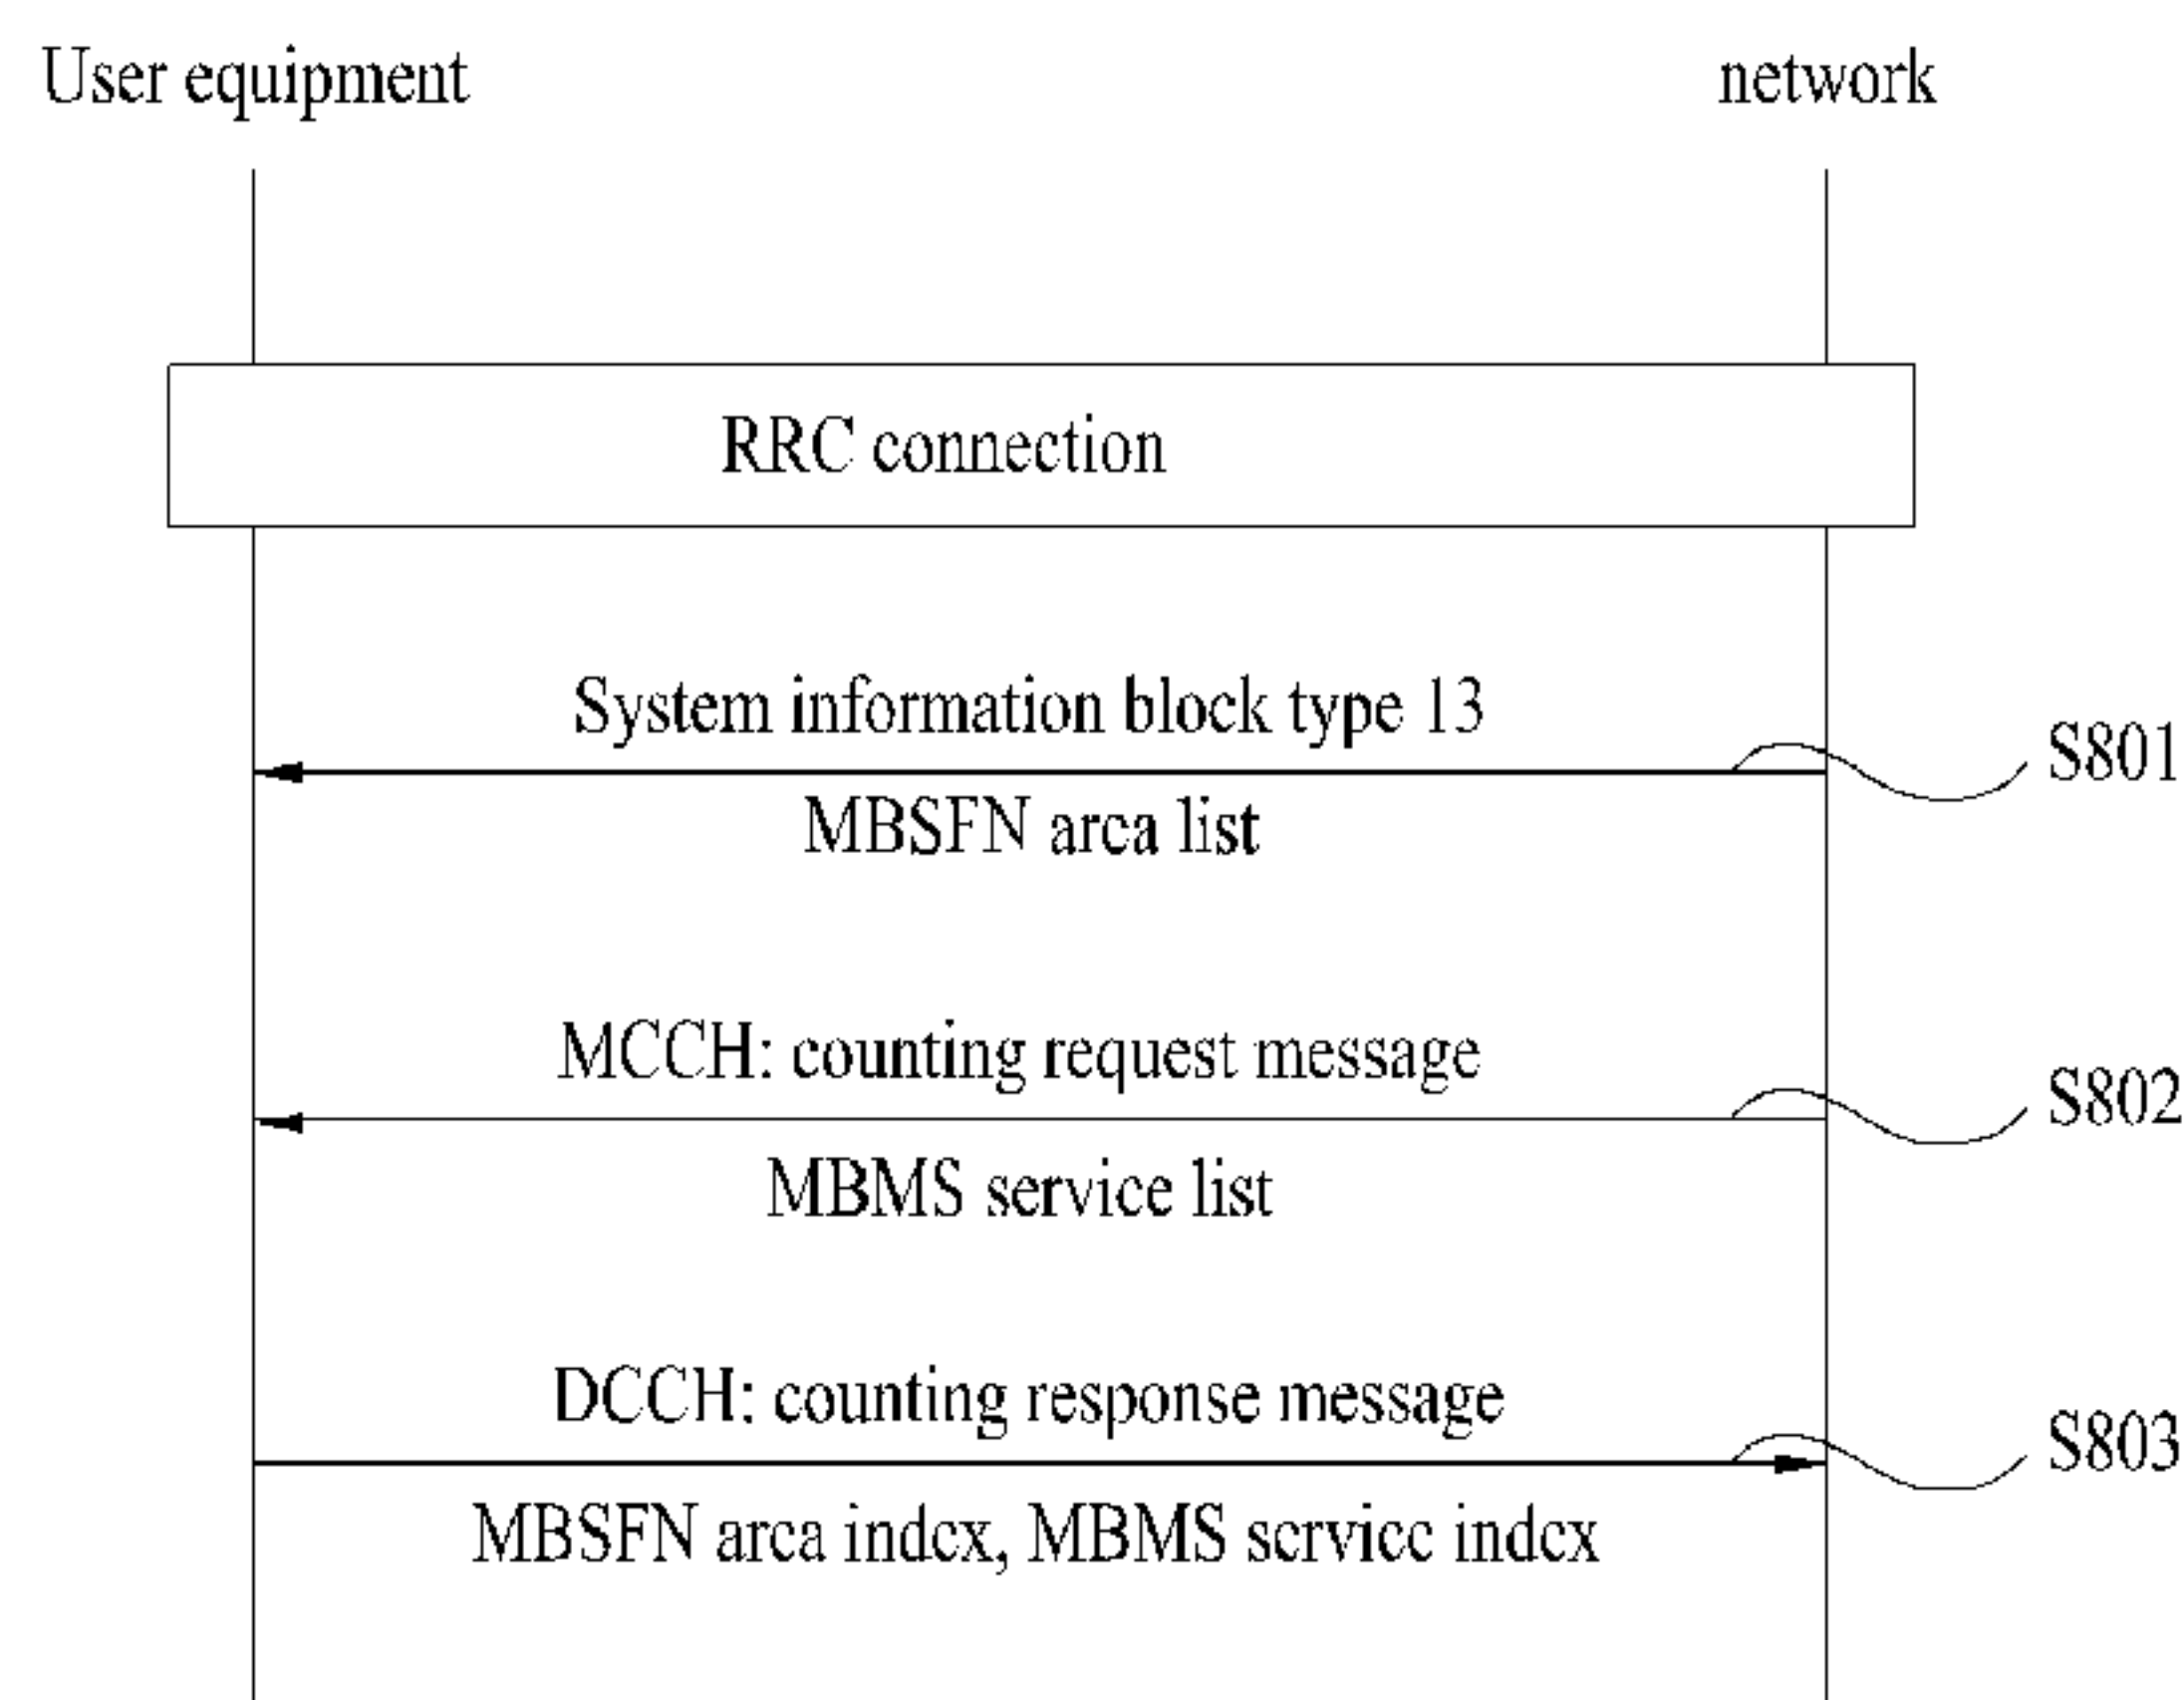 User equipment
network
RRC connection
System information block type 13
S801
MBSFN area list
MCCH: counting request message
S802
MBMS service list
DCCH: counting response message
S803
MBSFN area index, MBMS service index